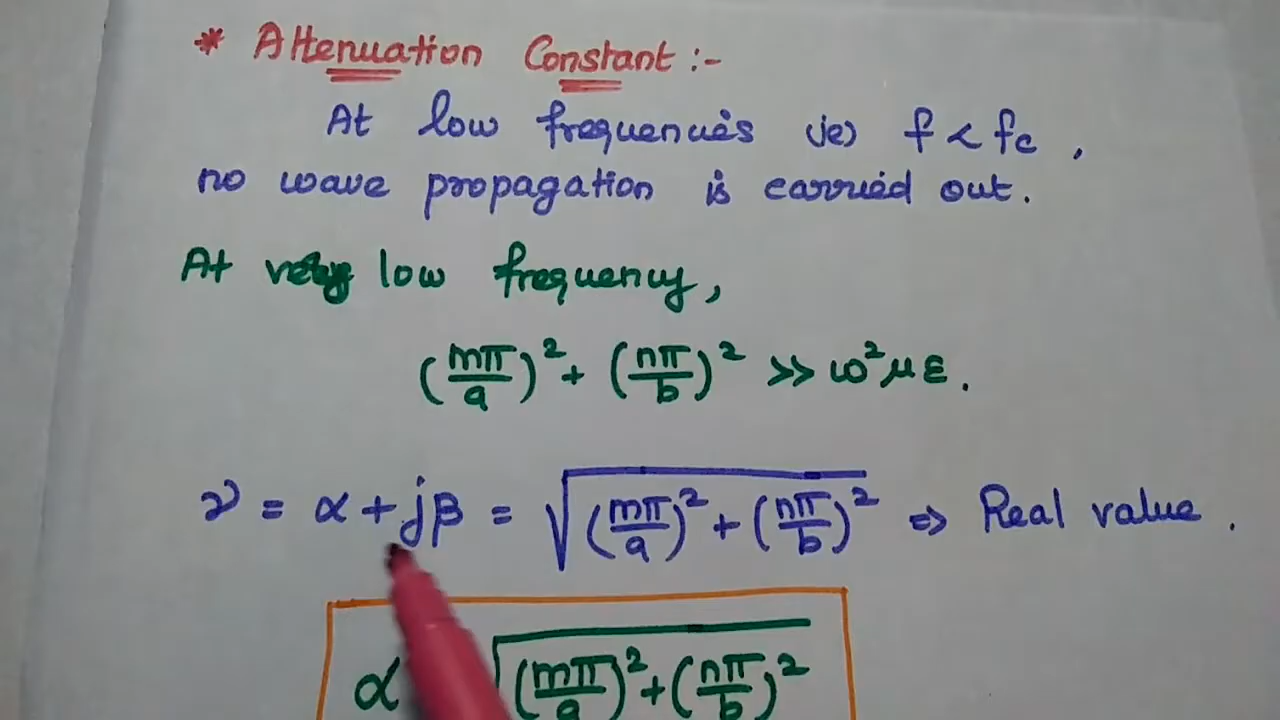 * Attenuation Constant :-
At low frequencies (ie) f < fc ,
no wave propagation is carried out.
At very low frequency,
(mπ/a)² + (nπ/b)² >> ω²με.
γ = α + jβ = √(mπ/a)² + (nπ/b)² ⇒ Real value .
α √(mπ/a)² + (nπ/b)²